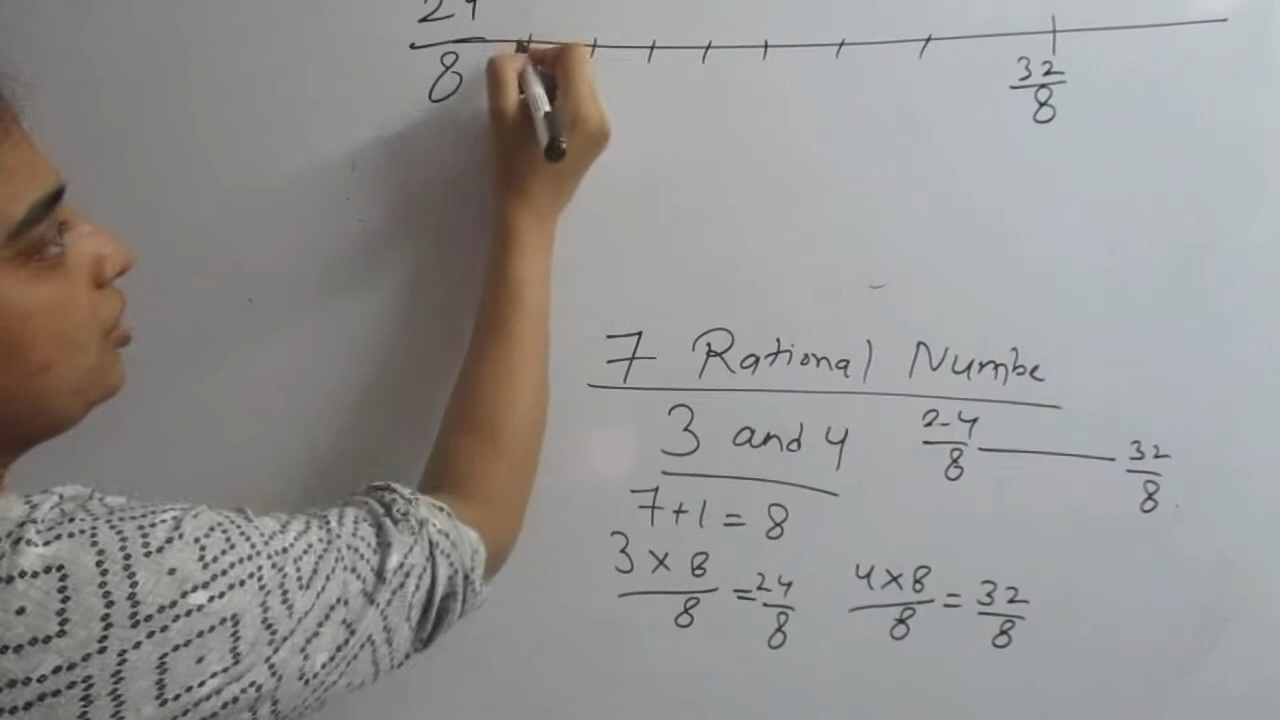 24/8 32/8
7 Rational Numbe
3 and 4 24/8 — 32/8
7+1 = 8
3 × 8/8 = 24/8 4×8/8 = 32/8